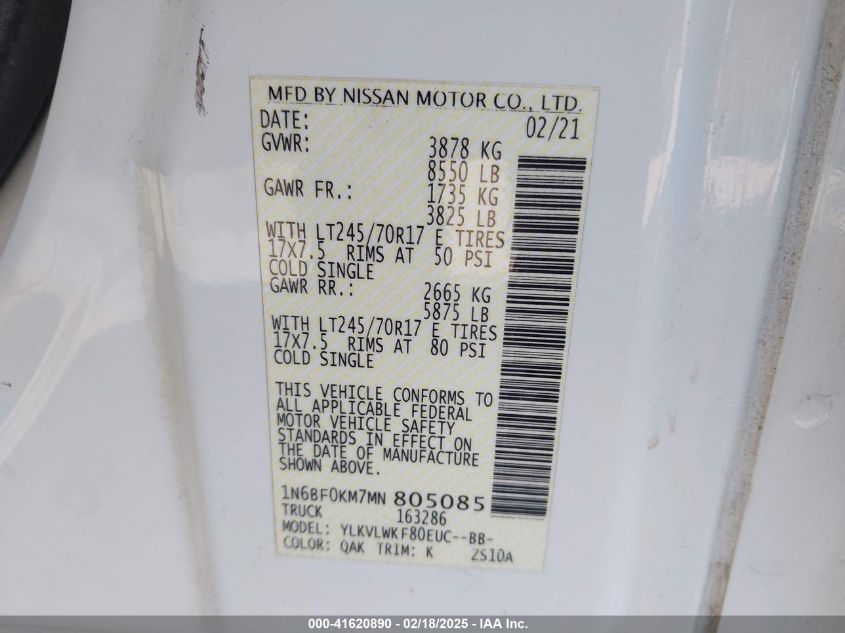 MFD BY NISSAN MOTOR CO., LTD.
DATE: 02/21
GVWR: 3878 KG
8550 LB
GAWR FR.: 1735 KG
3825 LB
WITH LT245/70R17 E TIRES
17X7.5 RIMS AT 50 PSI
COLD SINGLE
GAWR RR.: 2665 KG
5875 LB
WITH LT245/70R17 E TIRES
17X7.5 RIMS AT 80 PSI
COLD SINGLE
THIS VEHICLE CONFORMS TO
ALL APPLICABLE FEDERAL
MOTOR VEHICLE SAFETY
STANDARDS IN EFFECT ON
THE DATE OF MANUFACTURE
SHOWN ABOVE.
1N6BF0KM7MN 805085
TRUCK 163286
MODEL: YLKVLWKF80EUC--BB-
COLOR: QAK TRIM: K ZS10A
000-41620890 - 02/18/2025 - IAA Inc.